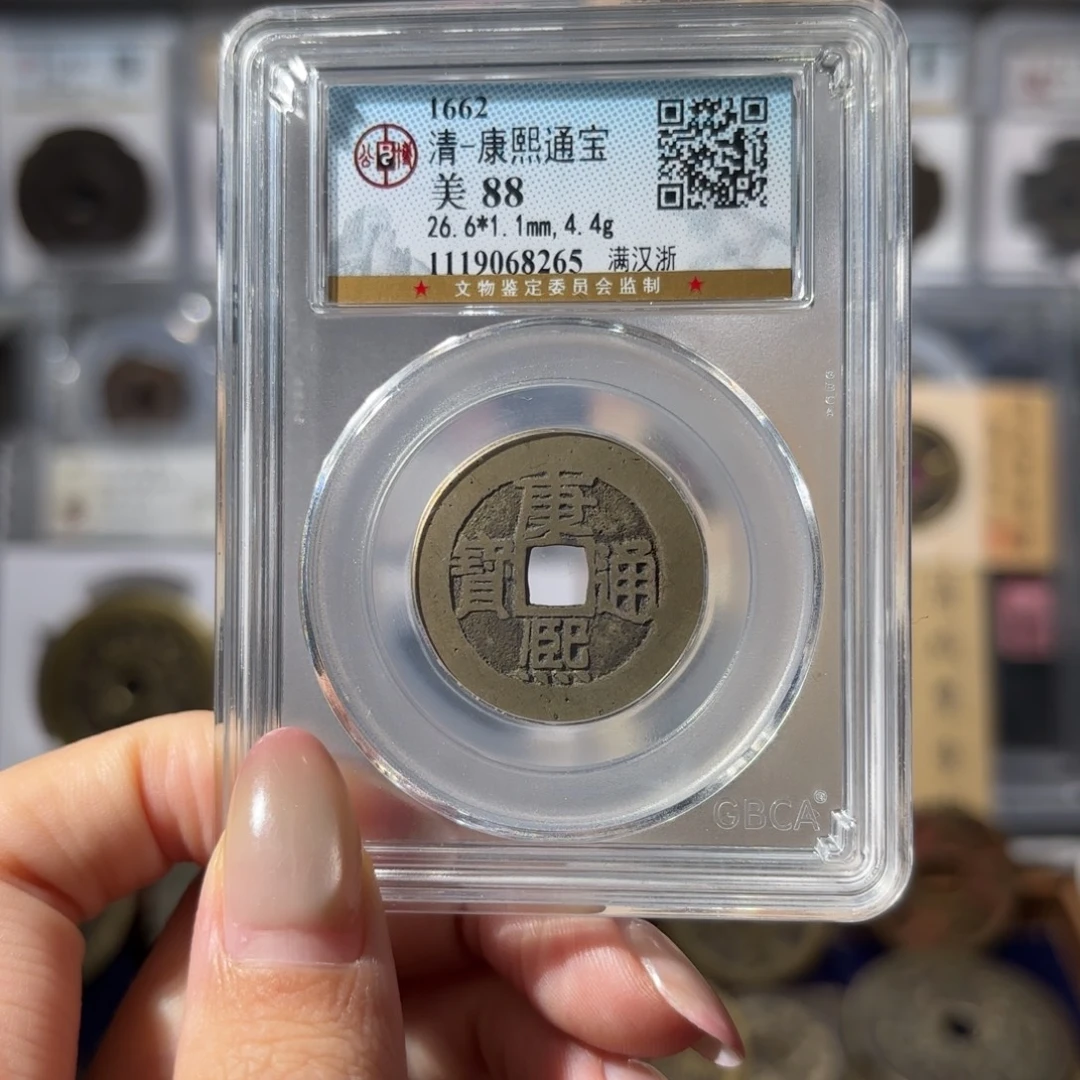 1662
清-康熙通宝
美 88
26.6*1.1mm,4.4g
1119068265 满汉浙
★ 文物鉴定委员会监制 ★
康
寶 通
熙
GBCA®